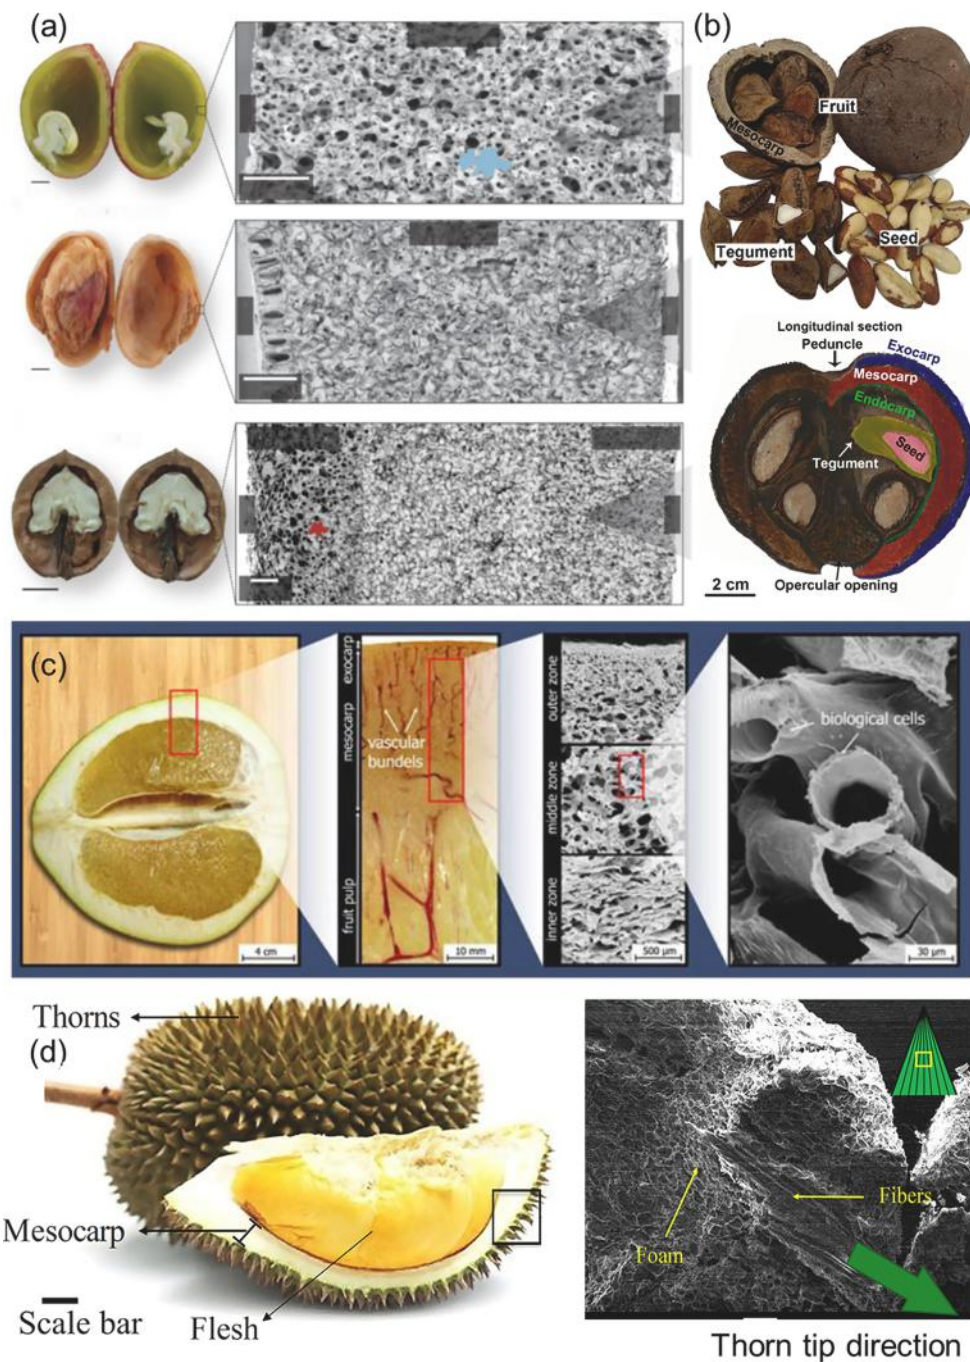 (a)
(b)
Fruit
Mesocarp
Tegument
Seed
Longitudinal section
Peduncle
Exocarp
Mesocarp
Endocarp
Seed
Tegument
2 cm
Opercular opening
(c)
4 cm
exocarp
mesocarp
fruit pulp
vascular
bundels
10 mm
outer zone
middle zone
inner zone
500 µm
biological cells
30 µm
Thorns
(d)
Mesocarp
Scale bar
Flesh
Foam
Fibers
Thorn tip direction